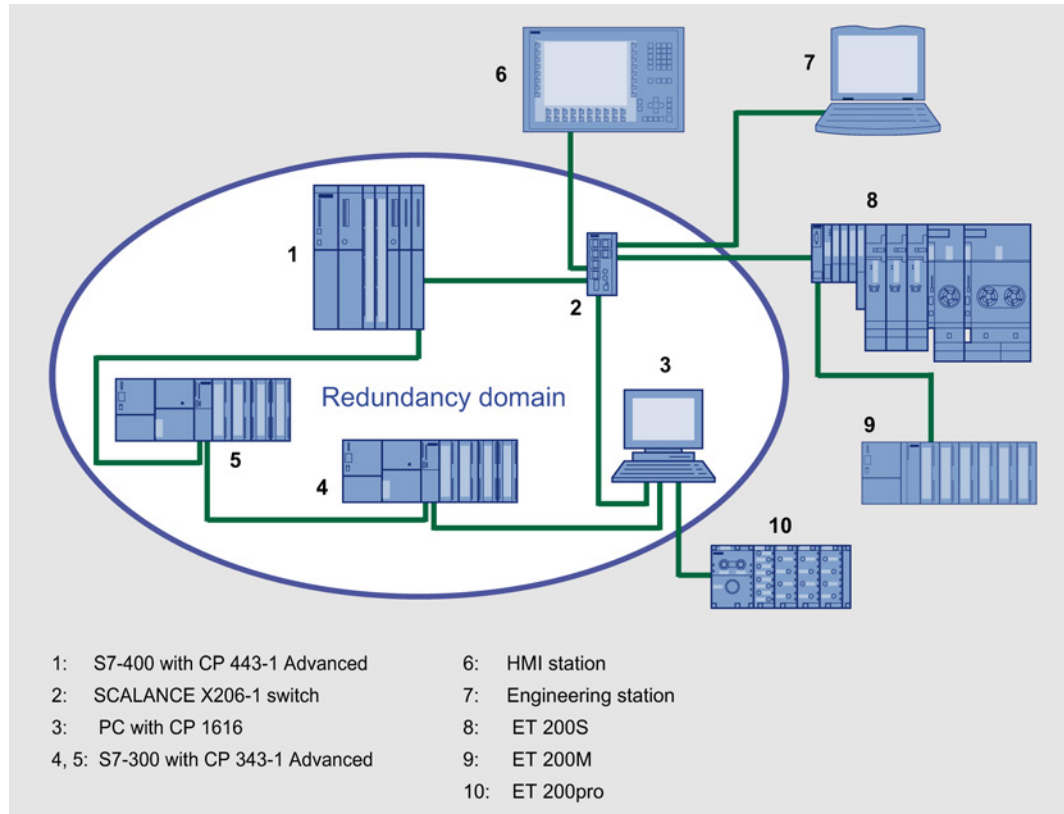 6
7
8
1
2
3
Redundancy domain
5
4
9
10
1: S7-400 with CP 443-1 Advanced
2: SCALANCE X206-1 switch
3: PC with CP 1616
4, 5: S7-300 with CP 343-1 Advanced
6: HMI station
7: Engineering station
8: ET 200S
9: ET 200M
10: ET 200pro